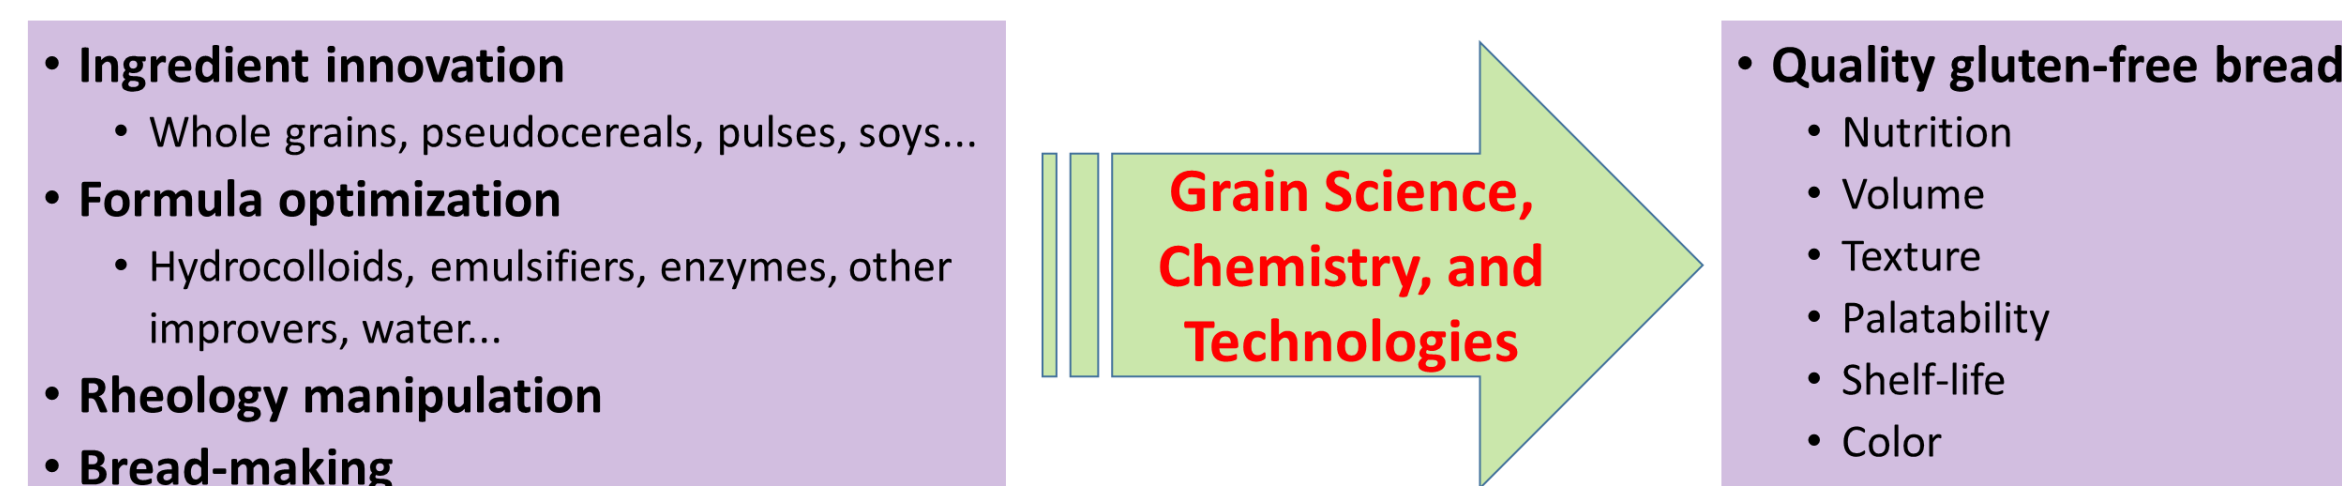 • Ingredient innovation
• Whole grains, pseudocereals, pulses, soys...
• Formula optimization
• Hydrocolloids, emulsifiers, enzymes, other
improvers, water...
• Rheology manipulation
• Bread-making
Grain Science,
Chemistry, and
Technologies
• Quality gluten-free bread
• Nutrition
• Volume
• Texture
• Palatability
• Shelf-life
• Color